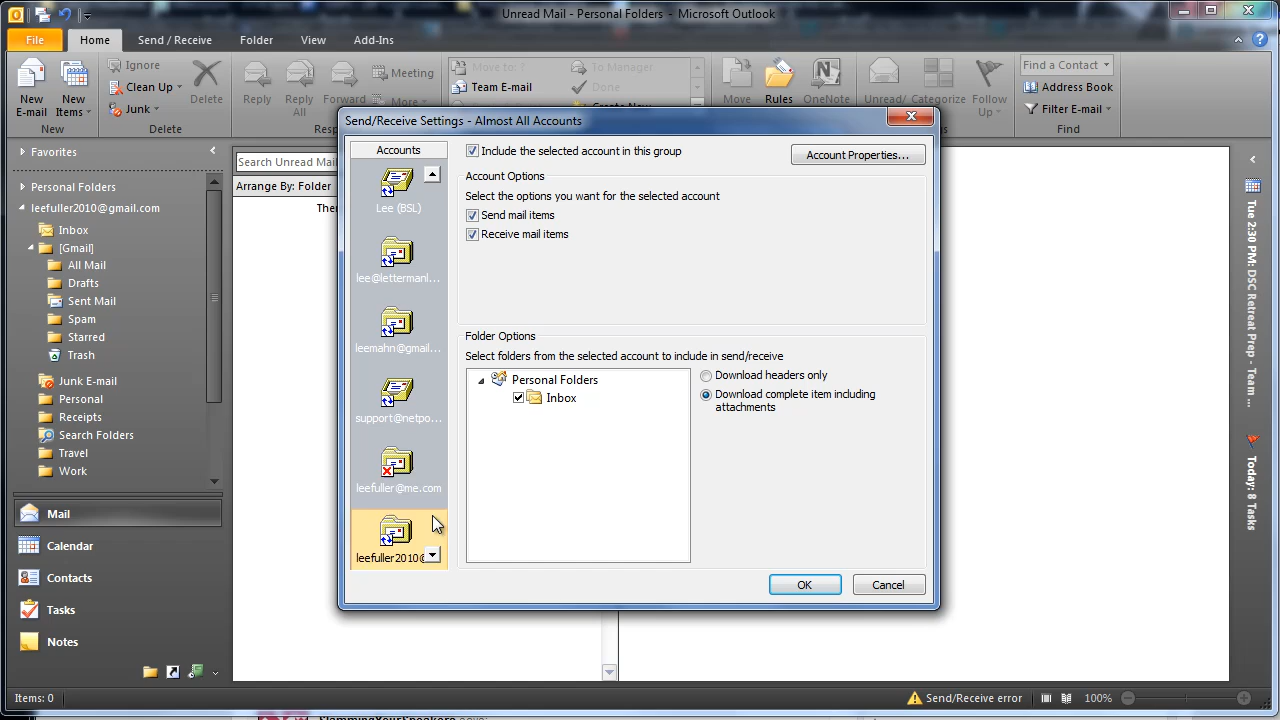 Unread Mail - Personal Folders - Microsoft Outlook
File Home Send / Receive Folder View Add-Ins
New E-mail
New Items
New
Ignore
Clean Up
Junk
Delete
Delete
Reply
Reply All
Forward
Meeting
More
Move to: ?
Team E-mail
To Manager
Done
Create New
Move
Rules
OneNote
Unread/
Categorize
Follow Up
Find a Contact
Address Book
Filter E-mail
Find
Favorites
Personal Folders
leefuller2010@gmail.com
Inbox
[Gmail]
All Mail
Drafts
Sent Mail
Spam
Starred
Trash
Junk E-mail
Personal
Receipts
Search Folders
Travel
Work
Mail
Calendar
Contacts
Tasks
Notes
Search Unread Mail
Arrange By: Folder
Send/Receive Settings - Almost All Accounts
Accounts
Lee (BSL)
lee@lettermanl...
leemahn@gmail...
support@netpo...
leefuller@me.com
leefuller2010@
Include the selected account in this group
Account Properties...
Account Options
Select the options you want for the selected account
Send mail items
Receive mail items
Folder Options
Select folders from the selected account to include in send/receive
Personal Folders
Inbox
Download headers only
Download complete item including
attachments
OK
Cancel
Tue 2:30 PM: DSC Retreat Prep - Team ...
Today: 8 Tasks
Items: 0
Send/Receive error
100%